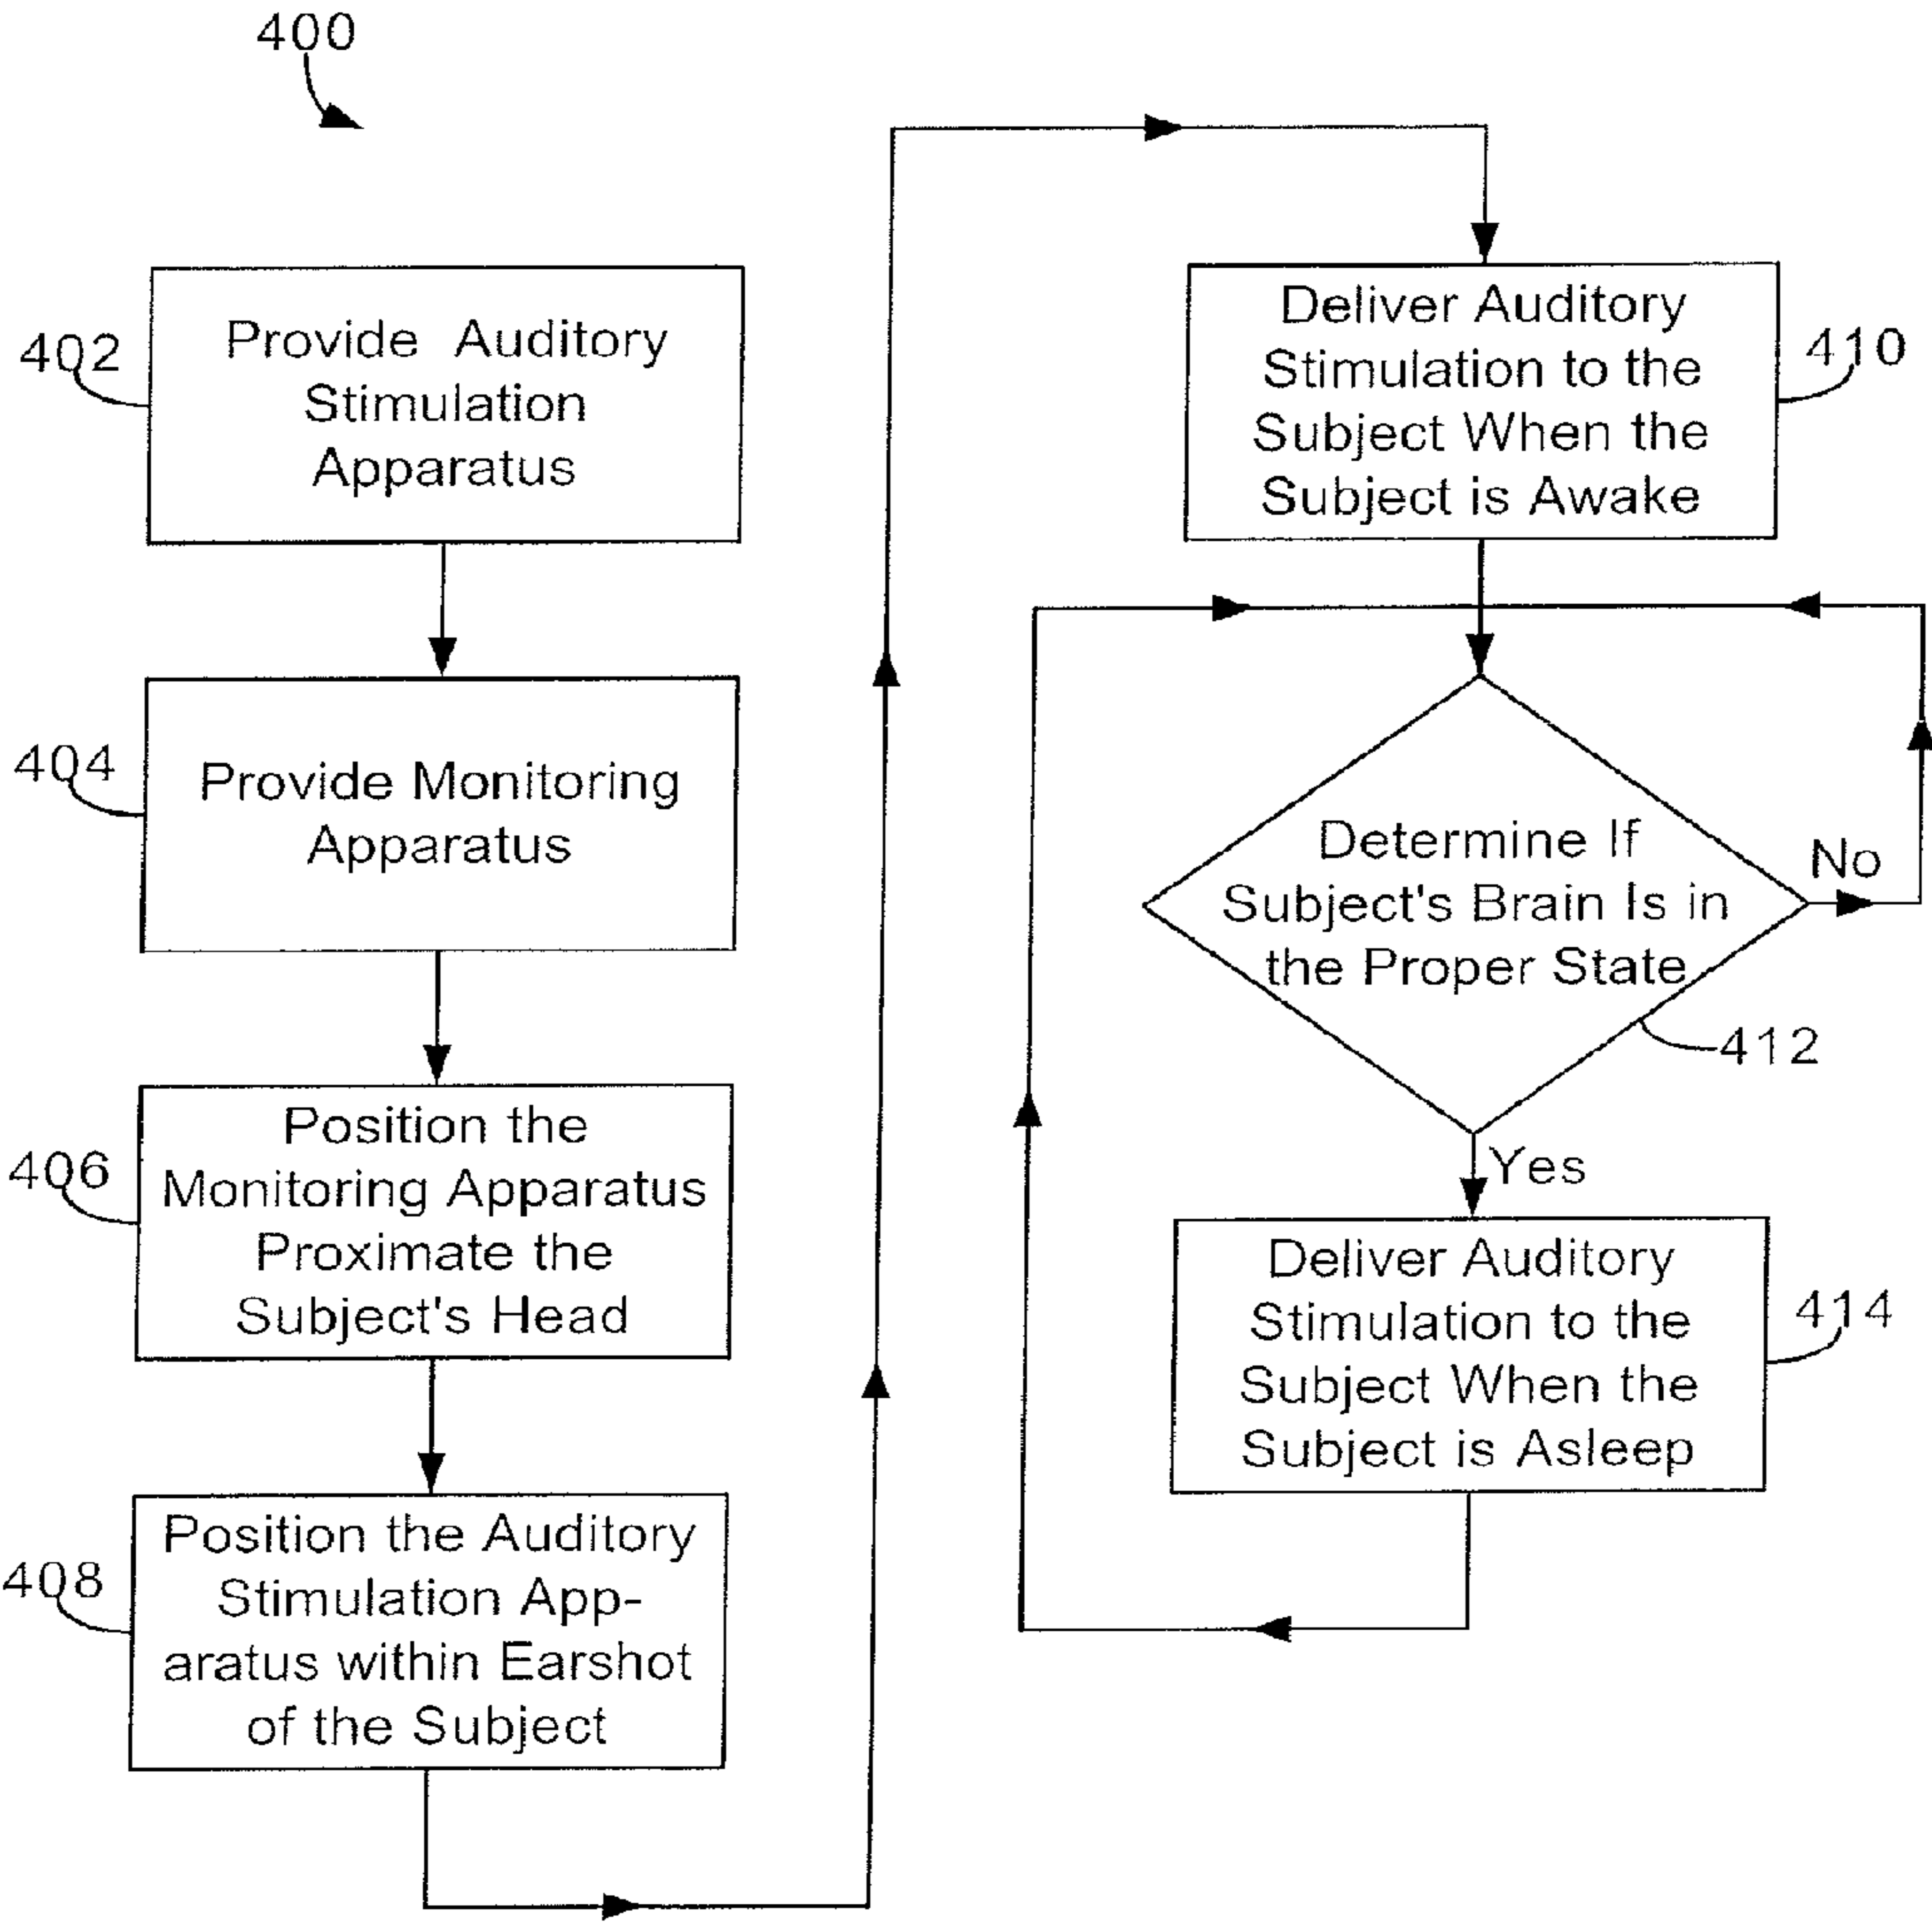 400
402
Provide Auditory
Stimulation
Apparatus
404
Provide Monitoring
Apparatus
406
Position the
Monitoring Apparatus
Proximate the
Subject's Head
408
Position the Auditory
Stimulation App-
aratus within Earshot
of the Subject
Deliver Auditory
Stimulation to the
Subject When the
Subject is Awake
410
Determine If
Subject's Brain Is in
the Proper State
No
412
Yes
Deliver Auditory
Stimulation to the
Subject When the
Subject is Asleep
414